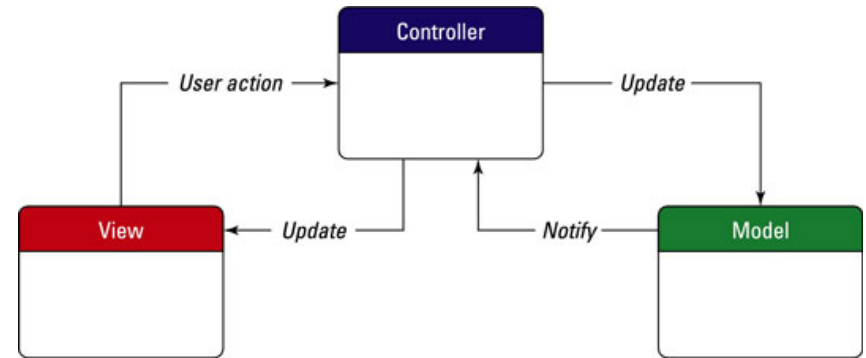 Controller
User action
Update
View
Update
Notify
Model